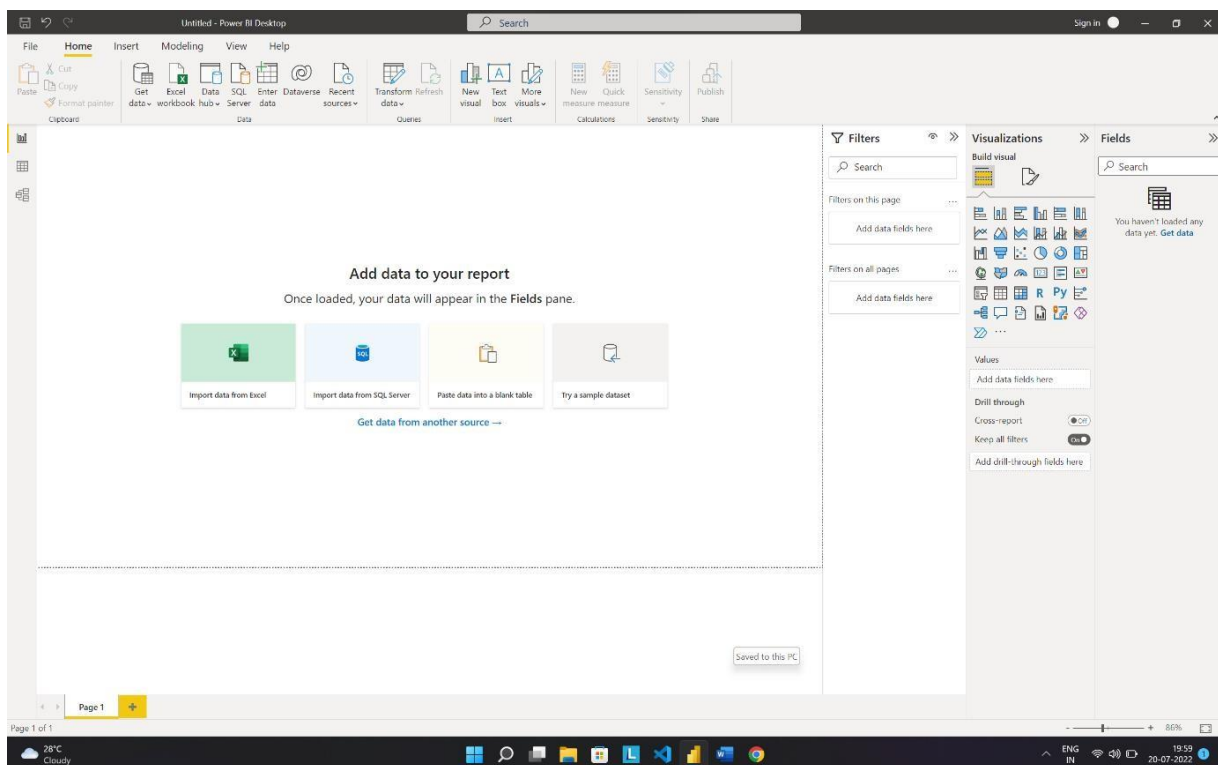 Untitled - Power BI Desktop
Search
Sign in
File Home Insert Modeling View Help
Paste
Cut
Copy
Format painter
Clipboard
Get data
Excel workbook
Data hub
SQL Server
Enter data
Dataverse
Recent sources
Data
Transform data
Refresh
Queries
New visual
Text box
More visuals
Insert
New measure
Quick measure
Calculations
Sensitivity
Sensitivity
Publish
Share
Add data to your report
Once loaded, your data will appear in the Fields pane.
Import data from Excel
Import data from SQL Server
Paste data into a blank table
Try a sample dataset
Get data from another source →
Saved to this PC
Filters
Search
Filters on this page
...
Add data fields here
Filters on all pages
...
Add data fields here
Visualizations
Build visual
R Py
...
Values
Add data fields here
Drill through
Cross-report
Off
Keep all filters
On
Add drill-through fields here
Fields
Search
You haven't loaded any
data yet. Get data
Page 1
Page 1 of 1
86%
28°C
Cloudy
ENG
IN
19:59
20-07-2022